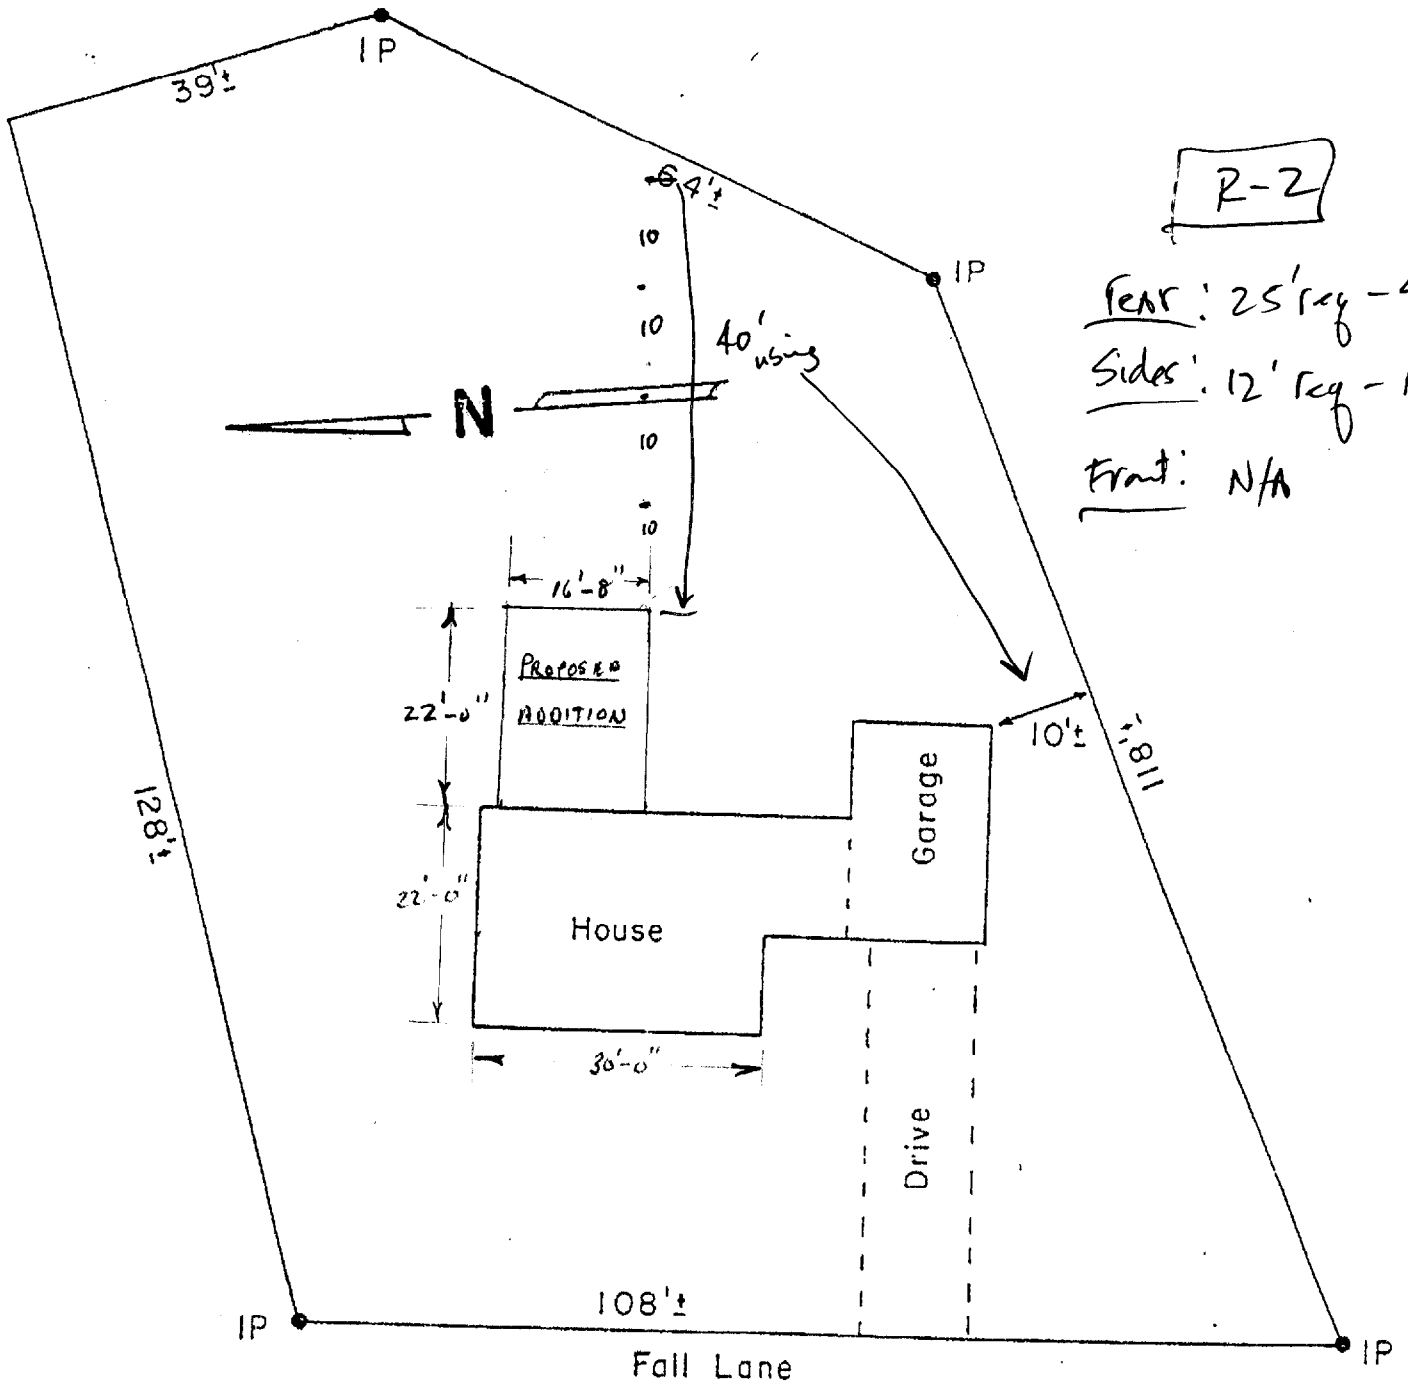 IP
39'±
64'±
R-2
10
IP
rear: 25' req -
10
40'
using
Sides: 12' req -
N
10
Front: N/A
10
16'-8"
PROPOSED
ADDITION
22'-0"
10'±
118'±
Garage
128'±
22'-0"
House
30'-0"
Drive
108'±
IP
IP
Fall Lane